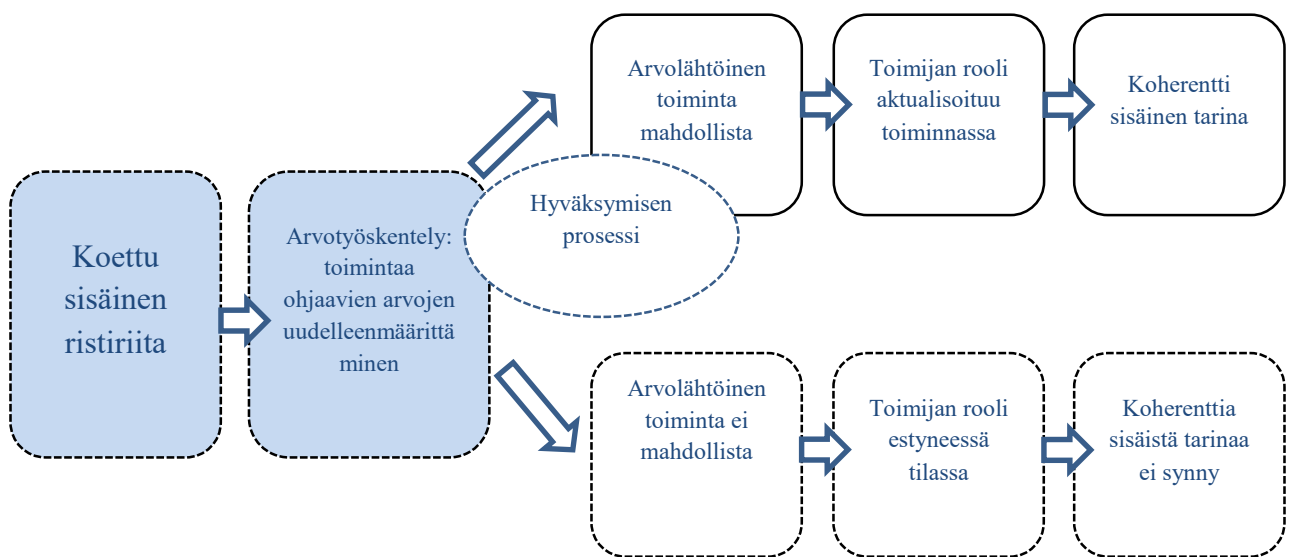 Koettu
sisäinen
ristiriita
Arvotyöskentely:
toimintaa
ohjaavien arvojen
uudelleenmäärittä
minen
Hyväksymisen
prosessi
Arvolähtöinen
toiminta
mahdollista
Toimijan rooli
aktualisoituu
toiminnassa
Koherentti
sisäinen tarina
Arvolähtöinen
toiminta ei
mahdollista
Toimijan rooli
estyneessä
tilassa
Koherenttia
sisäistä tarinaa
ei synny